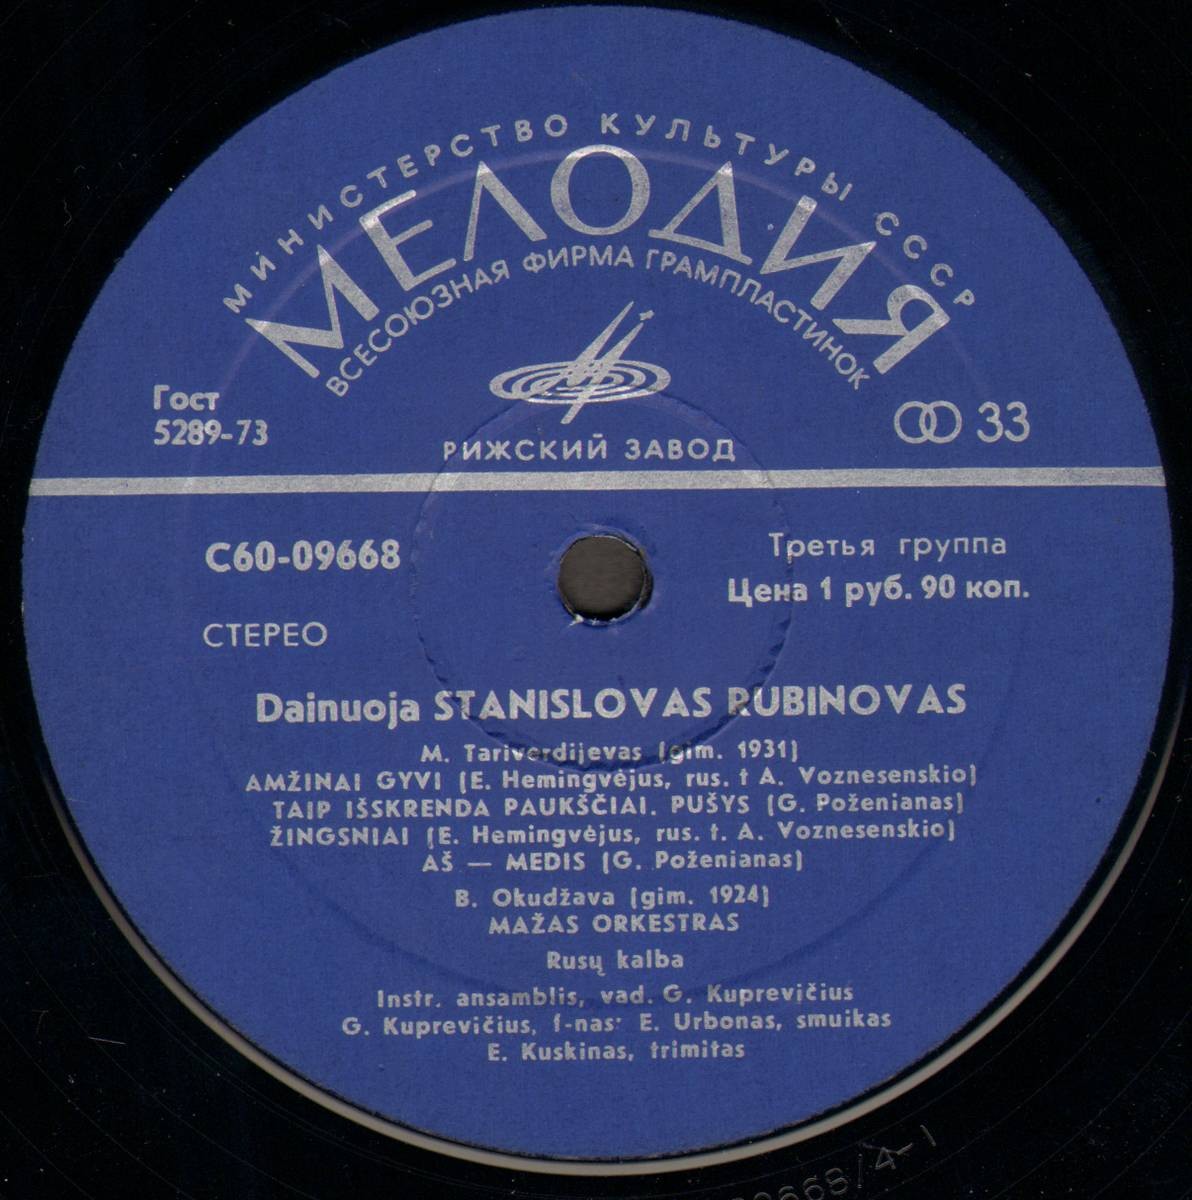 МИНИСТЕРСТВО КУЛЬТУРЫ СССР
МЕЛОДИЯ
ВСЕСОЮЗНАЯ ФИРМА ГРАМПЛАСТИНОК
Гост
5289-73
33
РИЖСКИЙ ЗАВОД
С60-09668
Третья группа
Цена 1 руб. 90 коп.
СТЕРЕО
Dainuoja STANISLOVAS RUBINOVAS
M. Tariverdijevas (gim. 1931)
AMŽINAI GYVI (E. Hemingvėjus, rus. t A. Voznesenskio)
TAIP IŠSKRENDA PAUKŠČIAI. PUŠYS (G. Poženianas)
ŽINGSNIAI (E. Hemingvėjus, rus. t. A. Voznesenskio)
AŠ — MEDIS (G. Poženianas)
B. Okudžava (gim. 1924)
MAŽAS ORKESTRAS
Rusų kalba
Instr. ansamblis, vad. G. Kuprevičius
G. Kuprevičius, f-nas· E. Urbonas, smuikas
E. Kuskinas, trimitas